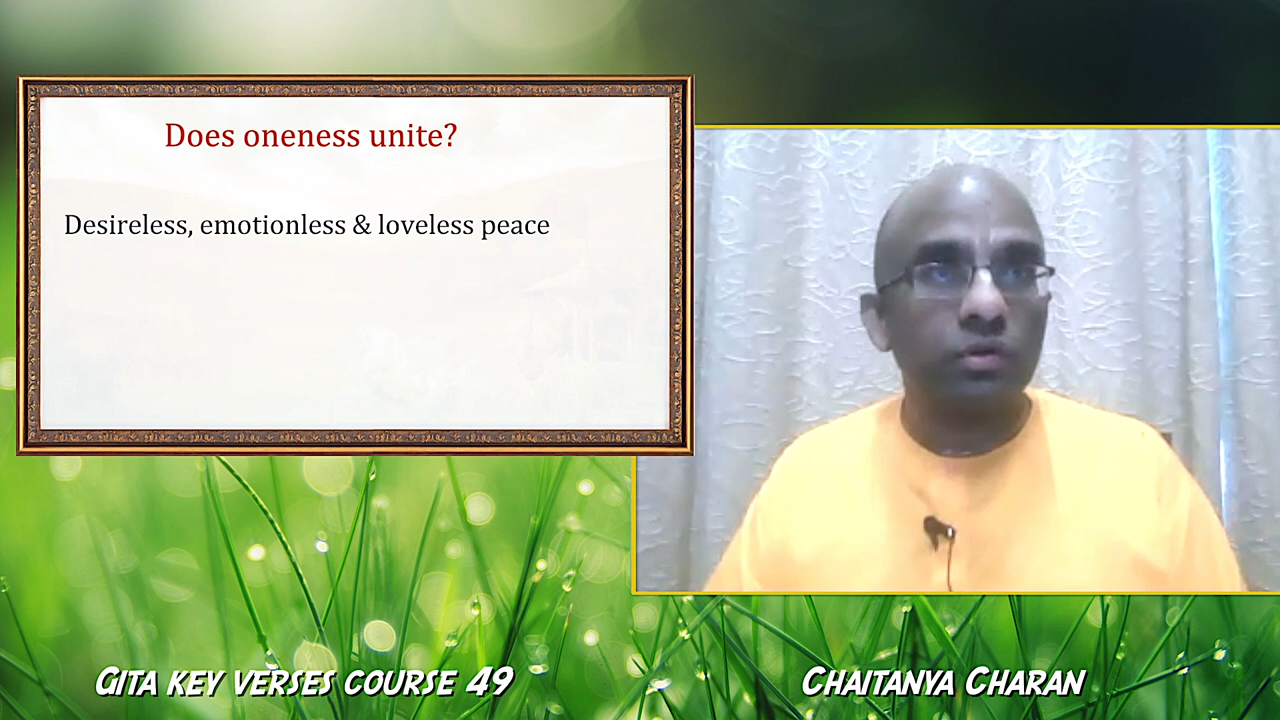 Does oneness unite?
Desireless, emotionless & loveless peace
GITA KEY VERSES COURSE 49
CHAITANYA CHARAN